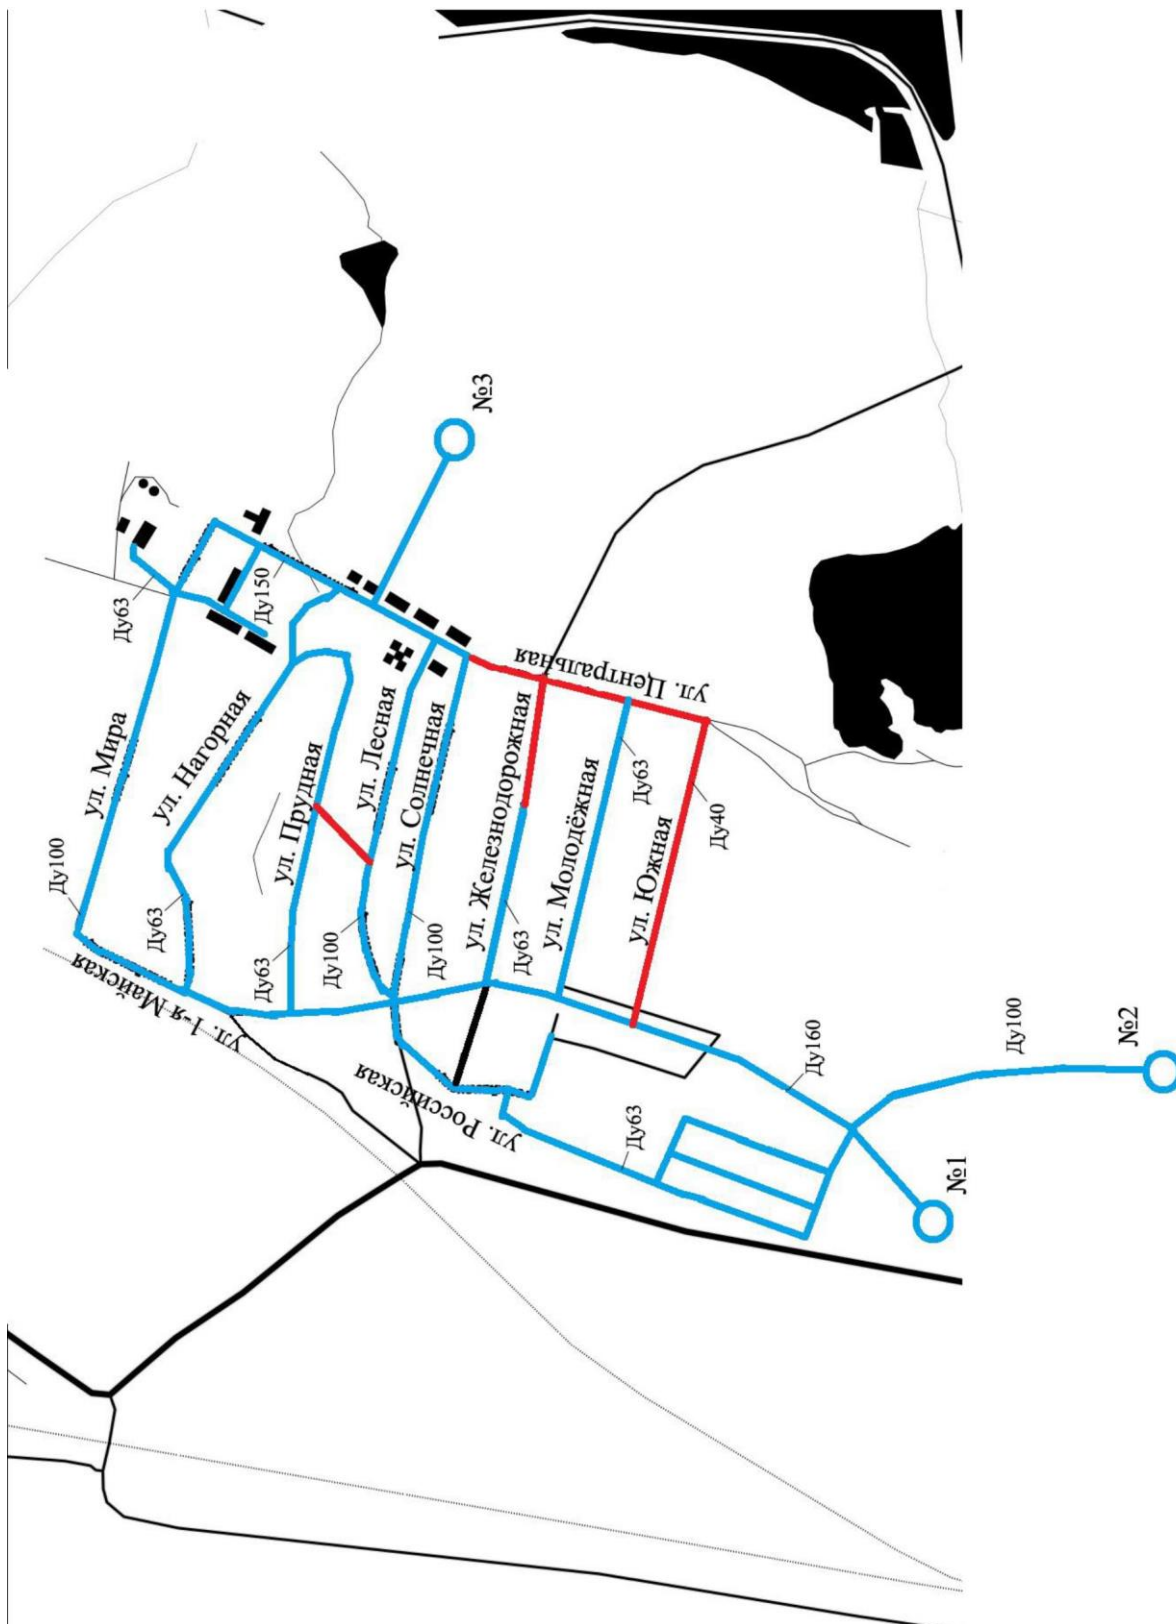 №3
Ду63
Ду150
ул. Центральная
ул. Мира
ул. Нагорная
ул. Прудная
ул. Лесная
ул. Солнечная
ул. Железнодорожная
ул. Молодёжная
Ду63
ул. Южная
Ду40
Ду100
Ду63
Ду63
Ду100
Ду100
Ду63
ул. 1-я Майская
ул. Российская
Ду63
Ду160
Ду100
№2
№1